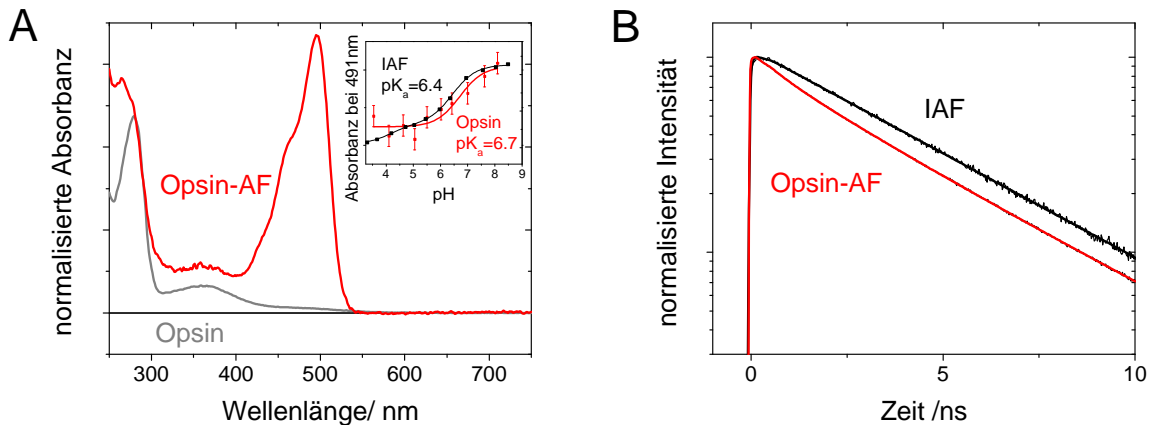 A
normalisierte Absorbanz
Opsin-AF
Opsin
300 400 500 600 700
Wellenlänge/ nm
Absorbanz bei 491nm
IAF
pKa=6.4
Opsin
pKa=6.7
4 5 6 7 8 9
pH
B
normalisierte Intensität
IAF
Opsin-AF
0 5 10
Zeit /ns